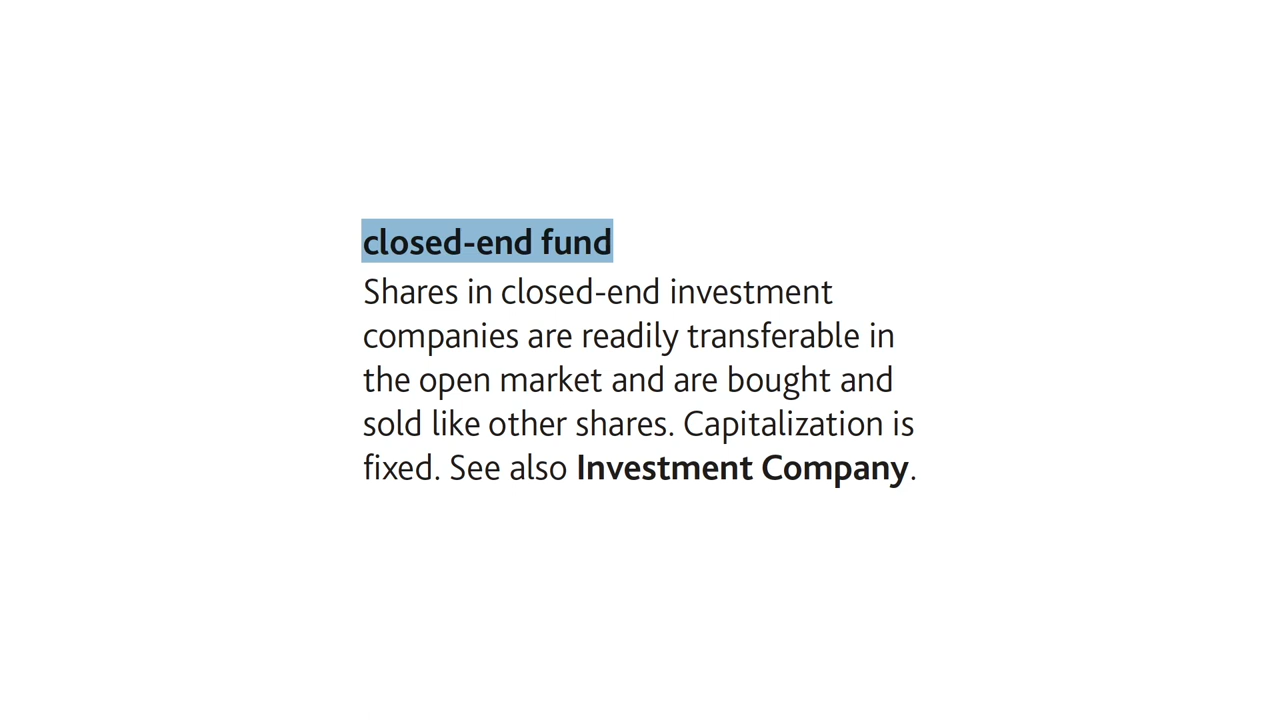 closed-end fund
Shares in closed-end investment
companies are readily transferable in
the open market and are bought and
sold like other shares. Capitalization is
fixed. See also Investment Company.